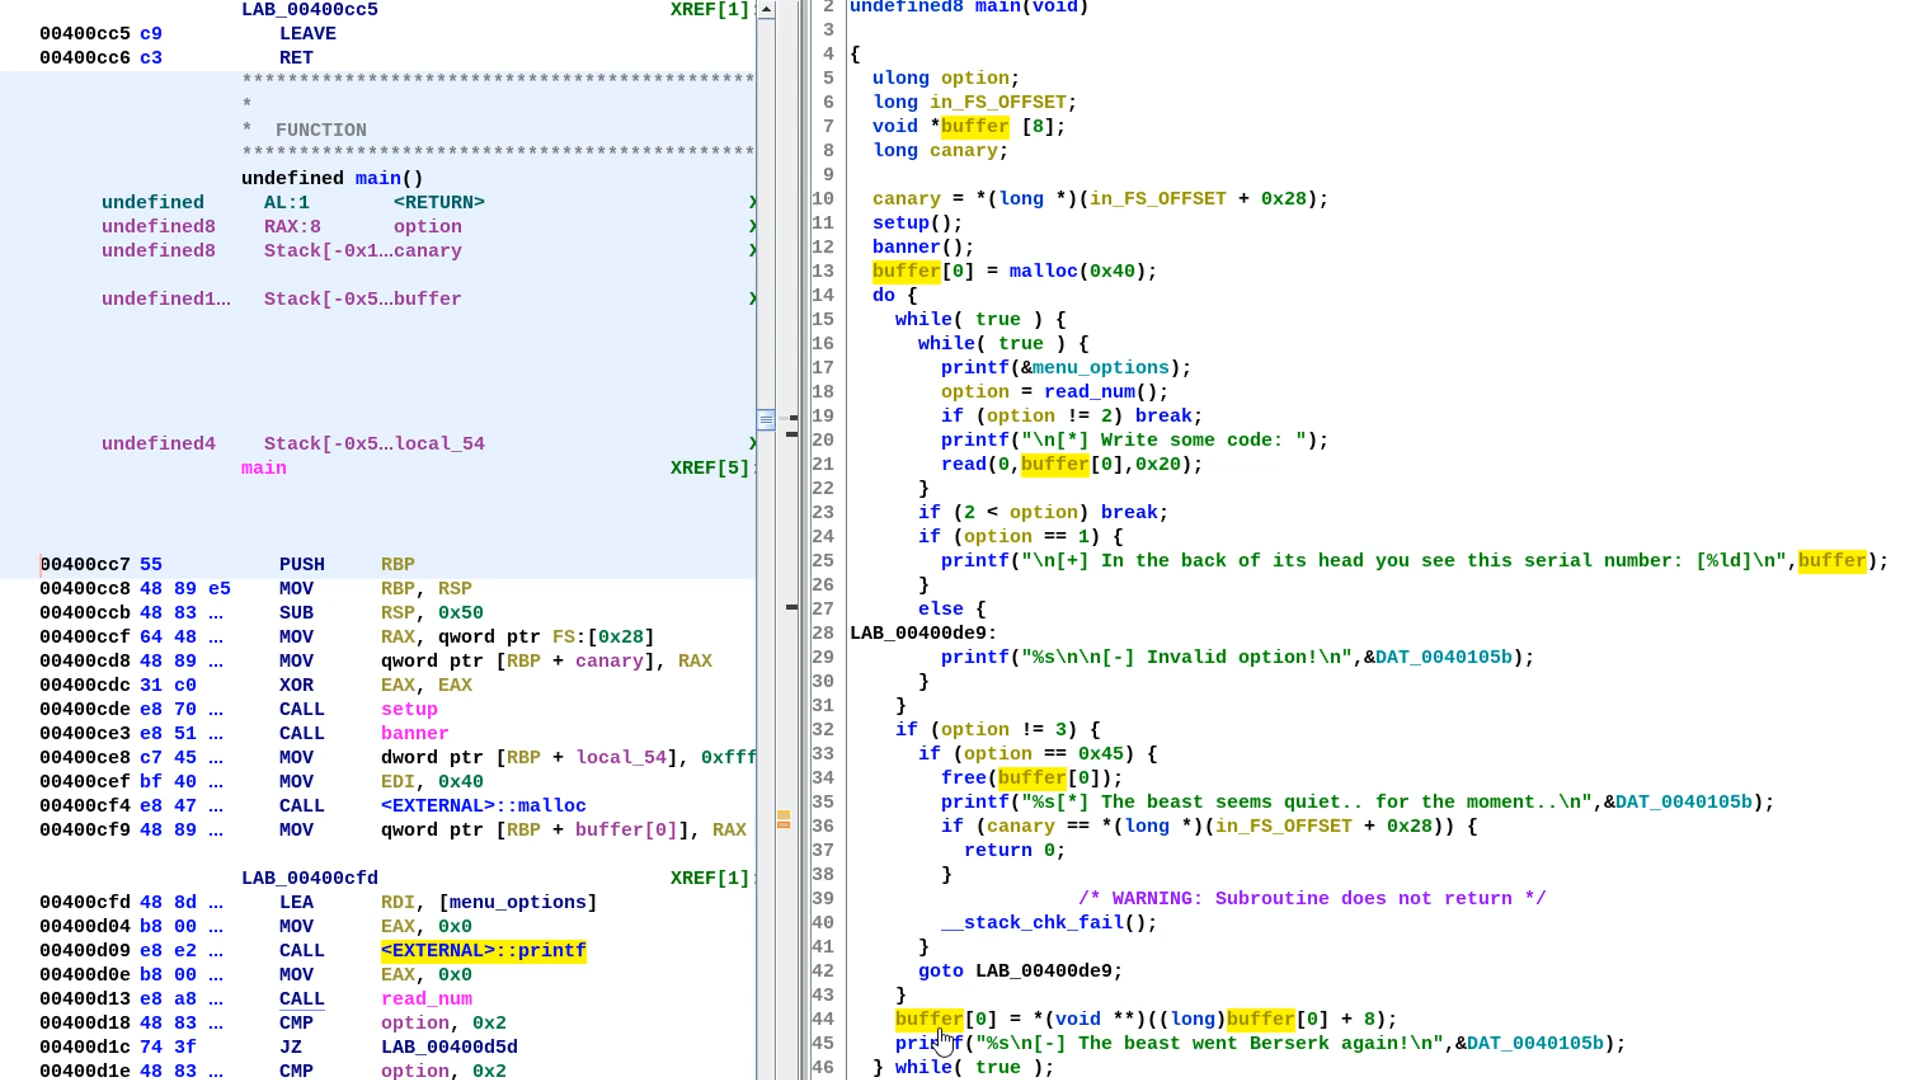 LAB_00400cc5 XREF[1]:
00400cc5 c9 LEAVE
00400cc6 c3 RET
*********************************************
*
* FUNCTION
*********************************************
undefined main()
undefined AL:1 <RETURN> X
undefined8 RAX:8 option X
undefined8 Stack[-0x1...canary X
undefined1... Stack[-0x5...buffer X
undefined4 Stack[-0x5...local_54 X
main XREF[5]:
00400cc7 55 PUSH RBP
00400cc8 48 89 e5 MOV RBP, RSP
00400ccb 48 83 ... SUB RSP, 0x50
00400ccf 64 48 ... MOV RAX, qword ptr FS:[0x28]
00400cd8 48 89 ... MOV qword ptr [RBP + canary], RAX
00400cdc 31 c0 XOR EAX, EAX
00400cde e8 70 ... CALL setup
00400ce3 e8 51 ... CALL banner
00400ce8 c7 45 ... MOV dword ptr [RBP + local_54], 0xfff
00400cef bf 40 ... MOV EDI, 0x40
00400cf4 e8 47 ... CALL <EXTERNAL>::malloc
00400cf9 48 89 ... MOV qword ptr [RBP + buffer[0]], RAX
LAB_00400cfd XREF[1]:
00400cfd 48 8d ... LEA RDI, [menu_options]
00400d04 b8 00 ... MOV EAX, 0x0
00400d09 e8 e2 ... CALL <EXTERNAL>::printf
00400d0e b8 00 ... MOV EAX, 0x0
00400d13 e8 a8 ... CALL read_num
00400d18 48 83 ... CMP option, 0x2
00400d1c 74 3f JZ LAB_00400d5d
00400d1e 48 83 ... CMP option, 0x2
2 undefined8 main(void)
3
4 {
5 ulong option;
6 long in_FS_OFFSET;
7 void *buffer [8];
8 long canary;
9
10 canary = *(long *)(in_FS_OFFSET + 0x28);
11 setup();
12 banner();
13 buffer[0] = malloc(0x40);
14 do {
15 while( true ) {
16 while( true ) {
17 printf(&menu_options);
18 option = read_num();
19 if (option != 2) break;
20 printf("\n[*] Write some code: ");
21 read(0,buffer[0],0x20);
22 }
23 if (2 < option) break;
24 if (option == 1) {
25 printf("\n[+] In the back of its head you see this serial number: [%ld]\n",buffer);
26 }
27 else {
28 LAB_00400de9:
29 printf("%s\n\n[-] Invalid option!\n",&DAT_0040105b);
30 }
31 }
32 if (option != 3) {
33 if (option == 0x45) {
34 free(buffer[0]);
35 printf("%s[*] The beast seems quiet.. for the moment..\n",&DAT_0040105b);
36 if (canary == *(long *)(in_FS_OFFSET + 0x28)) {
37 return 0;
38 }
39 /* WARNING: Subroutine does not return */
40 __stack_chk_fail();
41 }
42 goto LAB_00400de9;
43 }
44 buffer[0] = *(void **)((long)buffer[0] + 8);
45 printf("%s\n[-] The beast went Berserk again!\n",&DAT_0040105b);
46 } while( true );